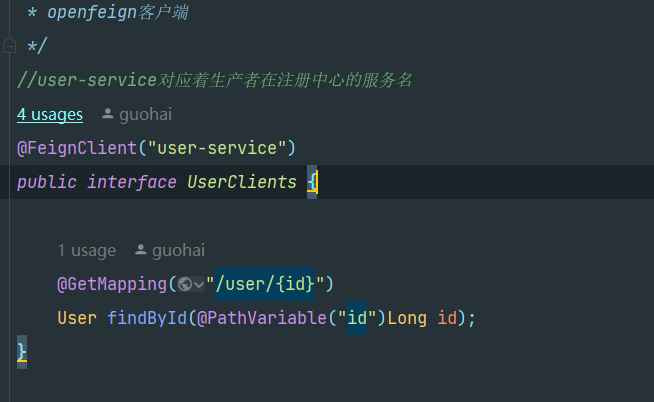 * openfeign客户端
*/
//user-service对应着生产者在注册中心的服务名
4 usages guohai
@FeignClient("user-service")
public interface UserClients {
1 usage guohai
@GetMapping("/user/{id}")
User findById(@PathVariable("id")Long id);
}